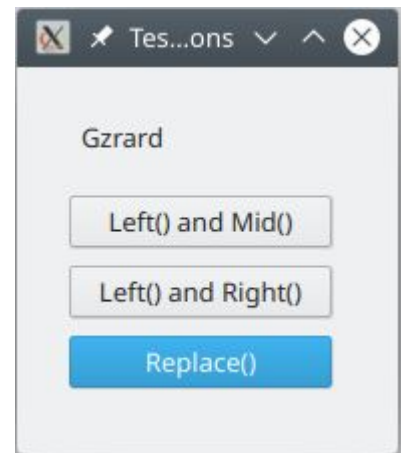 Tes...ons
Gzrard
Left() and Mid()
Left() and Right()
Replace()